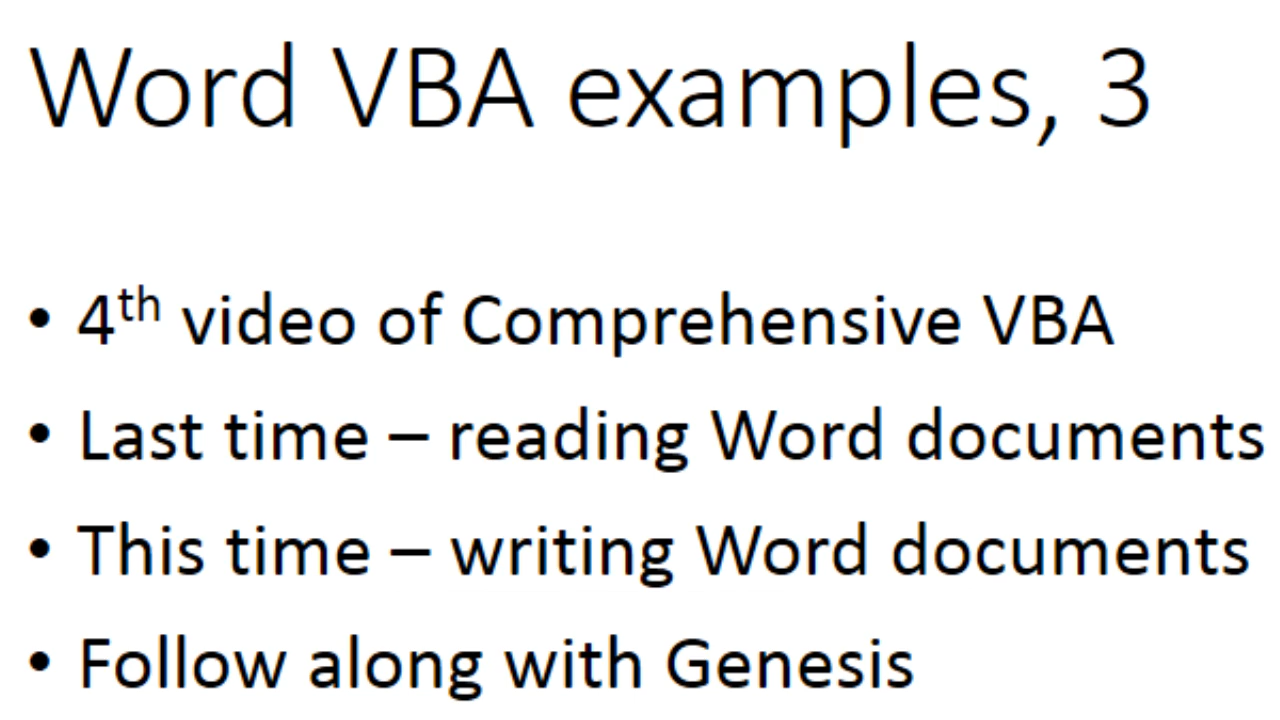 Word VBA examples, 3
• 4th video of Comprehensive VBA
• Last time – reading Word documents
• This time – writing Word documents
• Follow along with Genesis